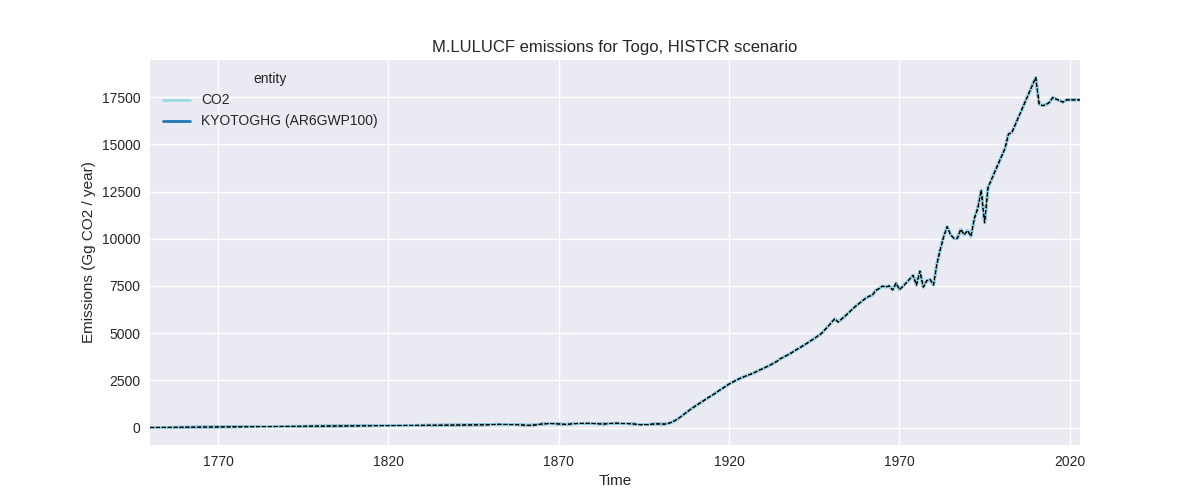 M.LULUCF emissions for Togo, HISTCR scenario
entity
CO2
KYOTOGHG (AR6GWP100)
Emissions (Gg CO2 / year)
17500
15000
12500
10000
7500
5000
2500
0
1770 1820 1870 1920 1970 2020
Time